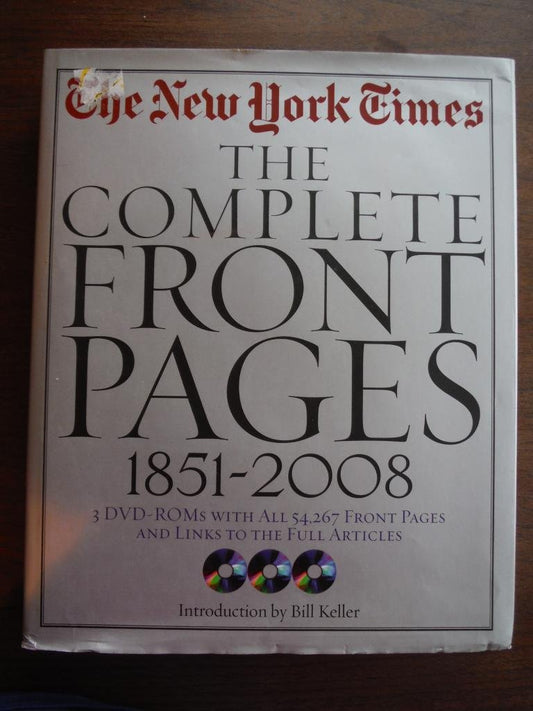 The New York Times
THE
COMPLETE
FRONT
PAGES
1851-2008
3 DVD-ROMS WITH ALL 54,267 FRONT PAGES
AND LINKS TO THE FULL ARTICLES
Introduction by Bill Keller